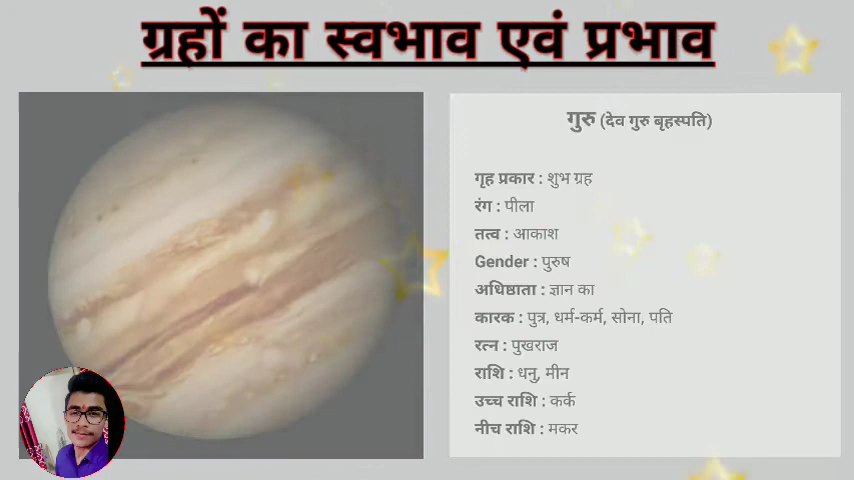 ग्रहों का स्वभाव एवं प्रभाव
गुरु (देव गुरु बृहस्पति)
गृह प्रकार : शुभ ग्रह
रंग : पीला
तत्व : आकाश
Gender : पुरुष
अधिष्ठाता : ज्ञान का
कारक : पुत्र, धर्म-कर्म, सोना, पति
रत्न : पुखराज
राशि : धनु, मीन
उच्च राशि : कर्क
नीच राशि : मकर